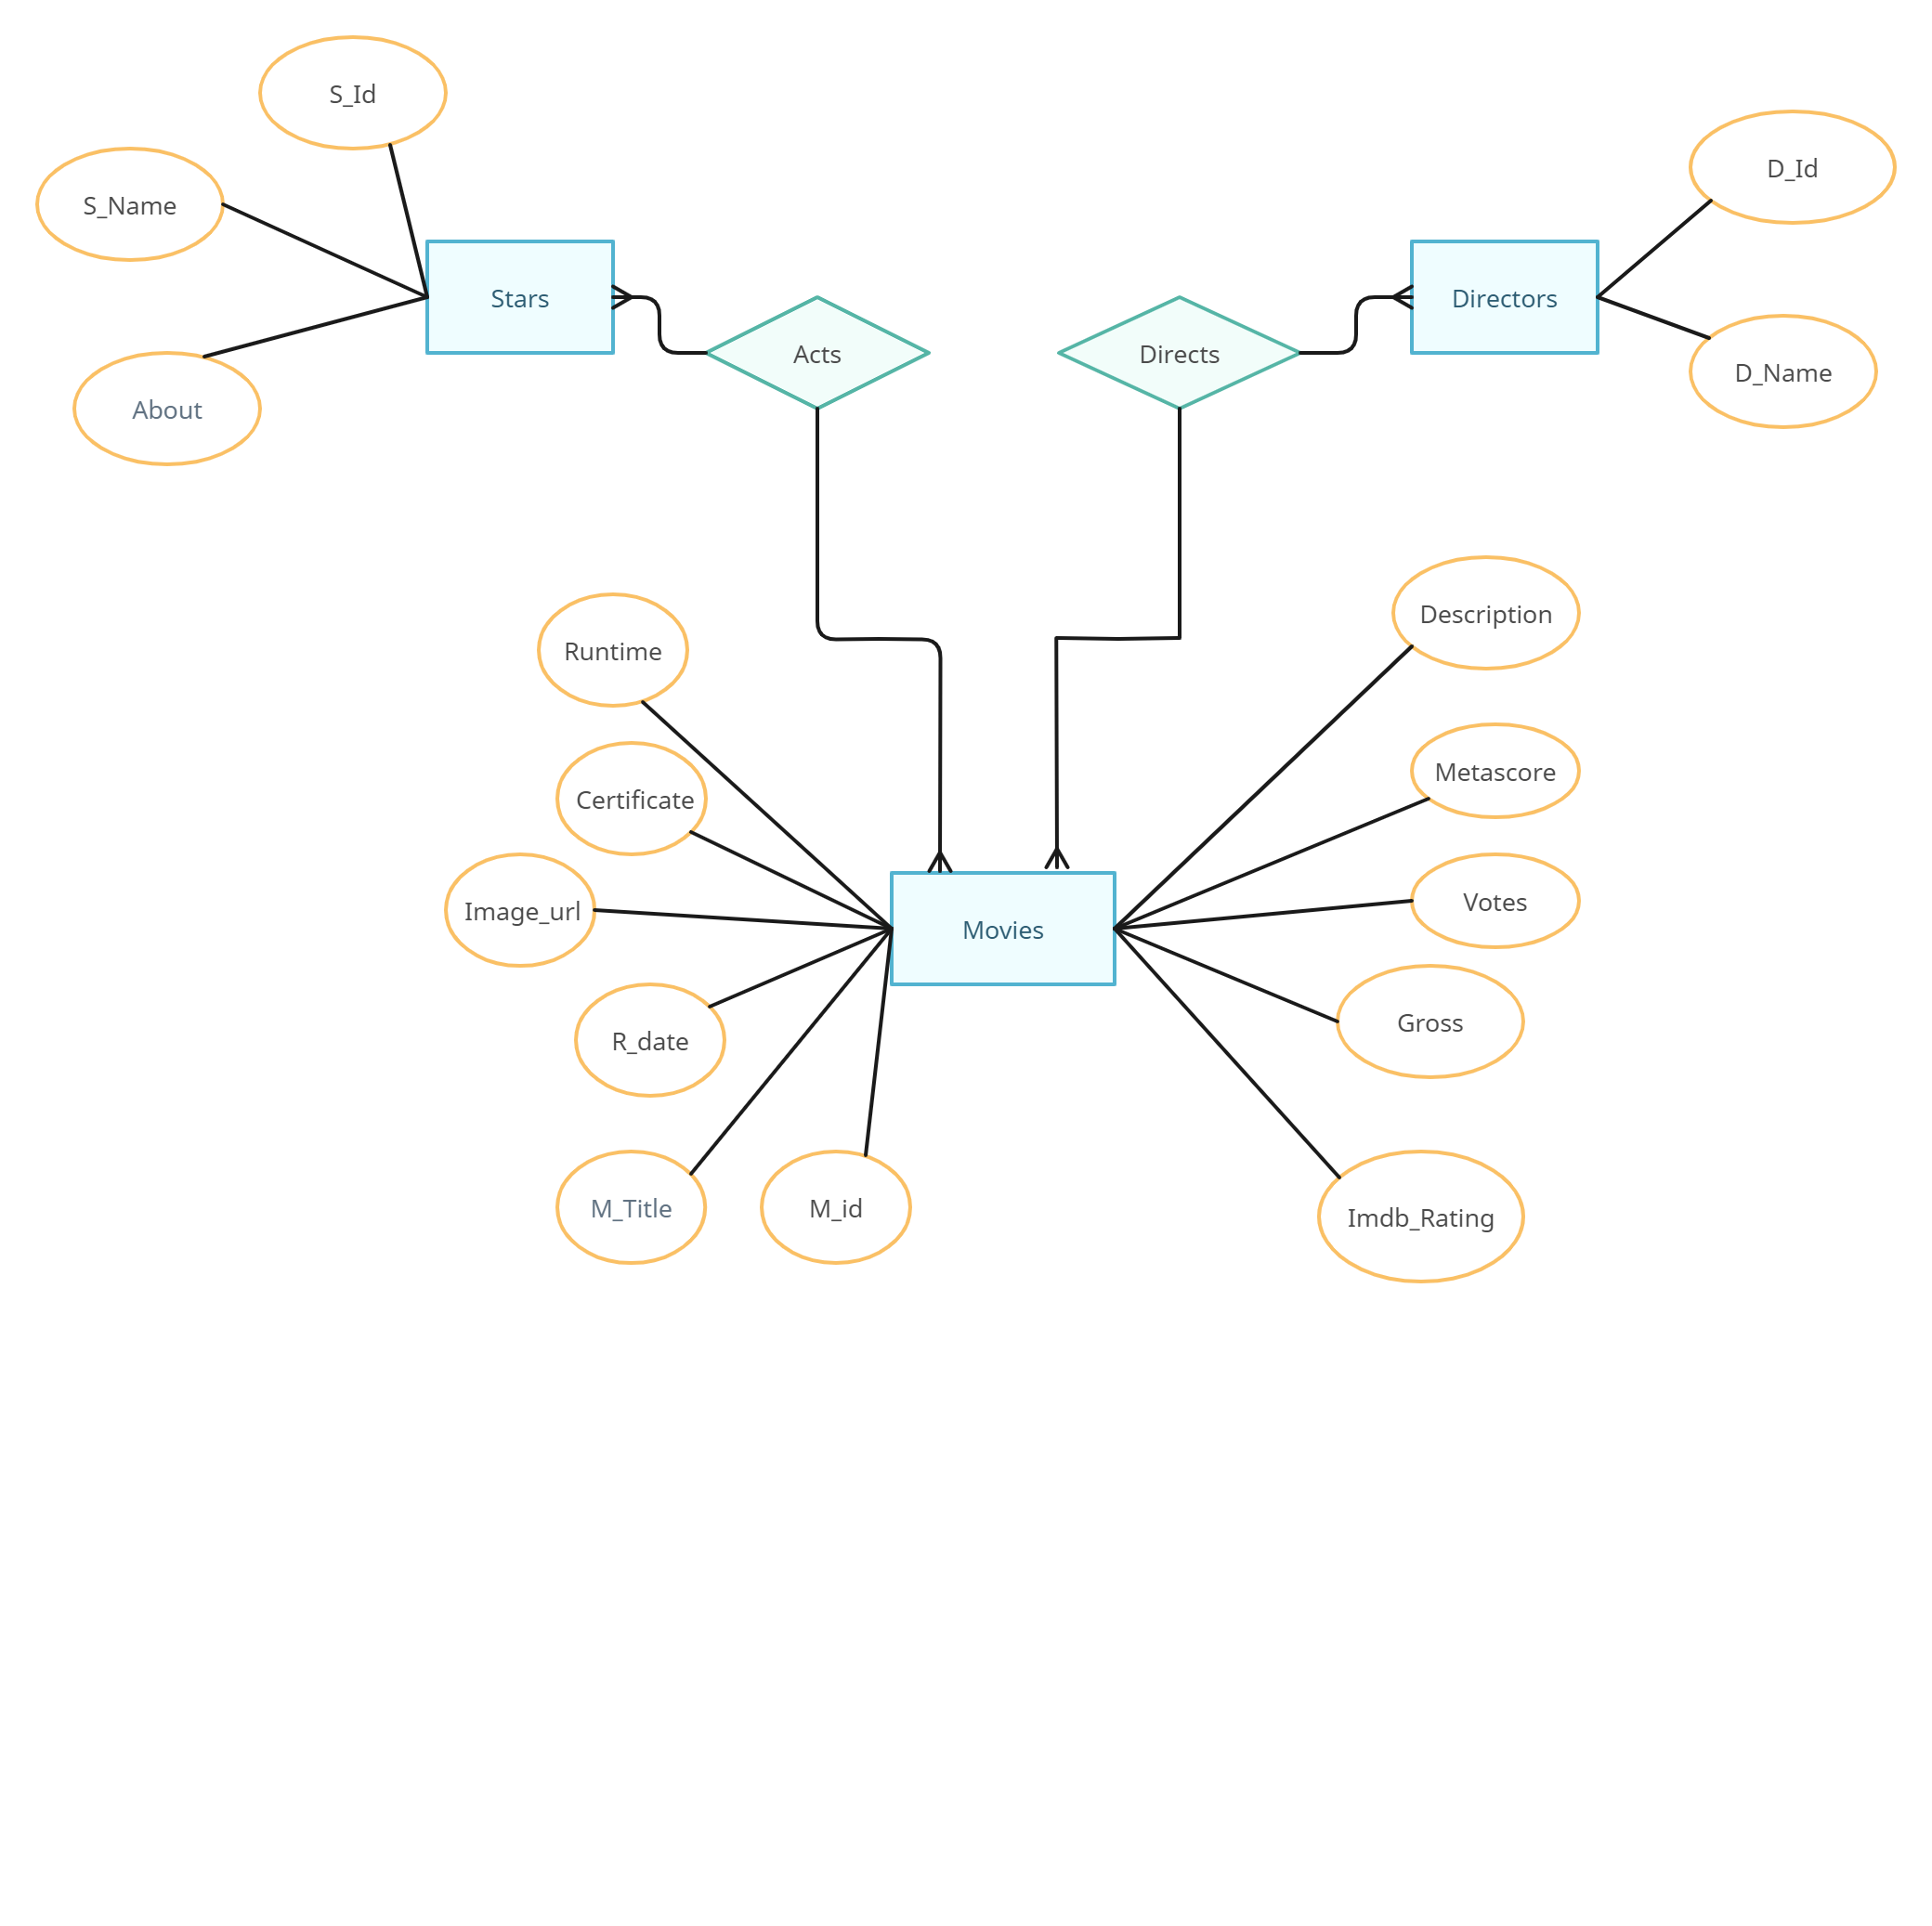 S_Id
D_Id
S_Name
Stars
Directors
Acts
Directs
D_Name
About
Description
Runtime
Metascore
Certificate
Votes
Image_url
Movies
Gross
R_date
M_Title
M_id
Imdb_Rating